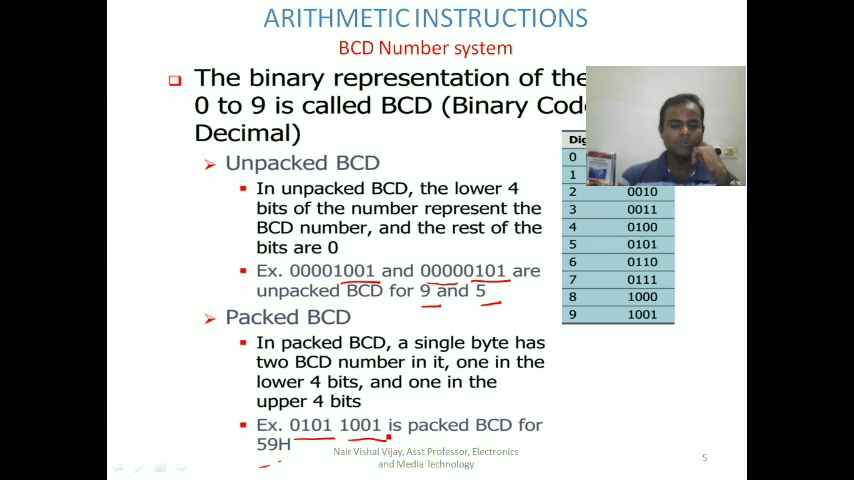 ARITHMETIC INSTRUCTIONS
BCD Number system
The binary representation of the
0 to 9 is called BCD (Binary
Decimal)
Unpacked BCD
In unpacked BCD, the lower 4
bits of the number represent the
BCD number, and the rest of the
bits are 0
Ex. 00001001 and 00000101 are
unpacked BCD for 9 and 5
Packed BCD
In packed BCD, a single byte has
two BCD number in it, one in the
lower 4 bits, and one in the
upper 4 bits
Ex. 0101 1001 is packed BCD for
59H
0
1
2 0010
3 0011
4 0100
5 0101
6 0110
7 0111
8 1000
9 1001
Nair Vishal Vijay, Asst Professor, Electronics
and Media Technology
5